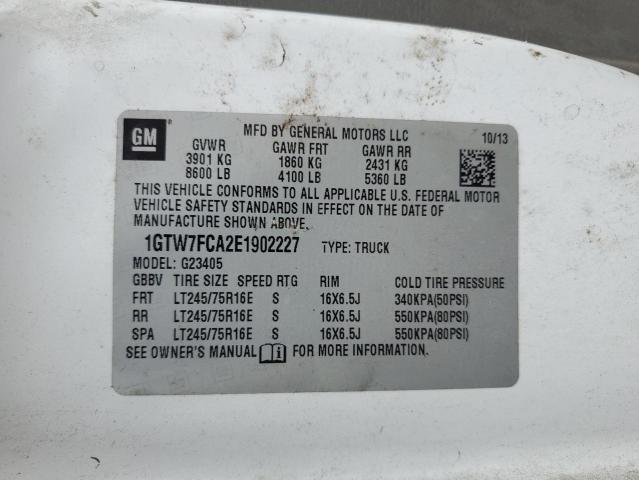 GM
MFD BY GENERAL MOTORS LLC 10/13
GVWR GAWR FRT GAWR RR
3901 KG 1860 KG 2431 KG
8600 LB 4100 LB 5360 LB
THIS VEHICLE CONFORMS TO ALL APPLICABLE U.S. FEDERAL MOTOR
VEHICLE SAFETY STANDARDS IN EFFECT ON THE DATE OF
MANUFACTURE SHOWN ABOVE.
1GTW7FCA2E1902227 TYPE: TRUCK
MODEL: G23405
GBBV TIRE SIZE SPEED RTG RIM COLD TIRE PRESSURE
FRT LT245/75R16E S 16X6.5J 340KPA(50PSI)
RR LT245/75R16E S 16X6.5J 550KPA(80PSI)
SPA LT245/75R16E S 16X6.5J 550KPA(80PSI)
SEE OWNER'S MANUAL FOR MORE INFORMATION.